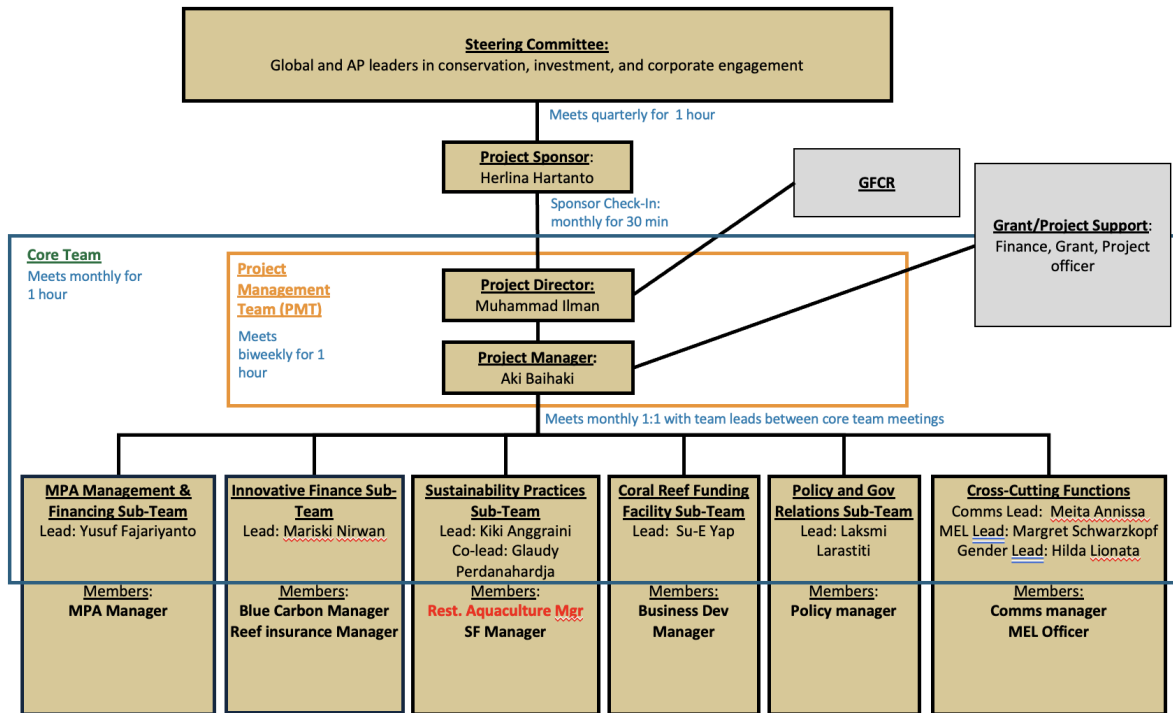 Steering Committee:
Global and AP leaders in conservation, investment, and corporate engagement
Meets quarterly for 1 hour
Project Sponsor:
Herlina Hartanto
GFCR
Grant/Project Support:
Finance, Grant, Project
officer
Sponsor Check-In:
monthly for 30 min
Core Team
Meets monthly for
1 hour
Project
Management
Team (PMT)
Meets
biweekly for 1
hour
Project Director:
Muhammad Ilman
Project Manager:
Aki Baihaki
Meets monthly 1:1 with team leads between core team meetings
MPA Management &
Financing Sub-Team
Lead: Yusuf Fajariyanto
Members:
MPA Manager
Innovative Finance Sub-
Team
Lead: Mariski Nirwan
Members:
Blue Carbon Manager
Reef insurance Manager
Sustainability Practices
Sub-Team
Lead: Kiki Anggraini
Co-lead: Glaudy
Perdanahardja
Members:
Rest. Aquaculture Mgr
SF Manager
Coral Reef Funding
Facility Sub-Team
Lead: Su-E Yap
Members:
Business Dev
Manager
Policy and Gov
Relations Sub-Team
Lead: Laksmi
Larastiti
Members:
Policy manager
Cross-Cutting Functions
Comms Lead: Meita Annissa
MEL Lead: Margret Schwarzkopf
Gender Lead: Hilda Lionata
Members:
Comms manager
MEL Officer